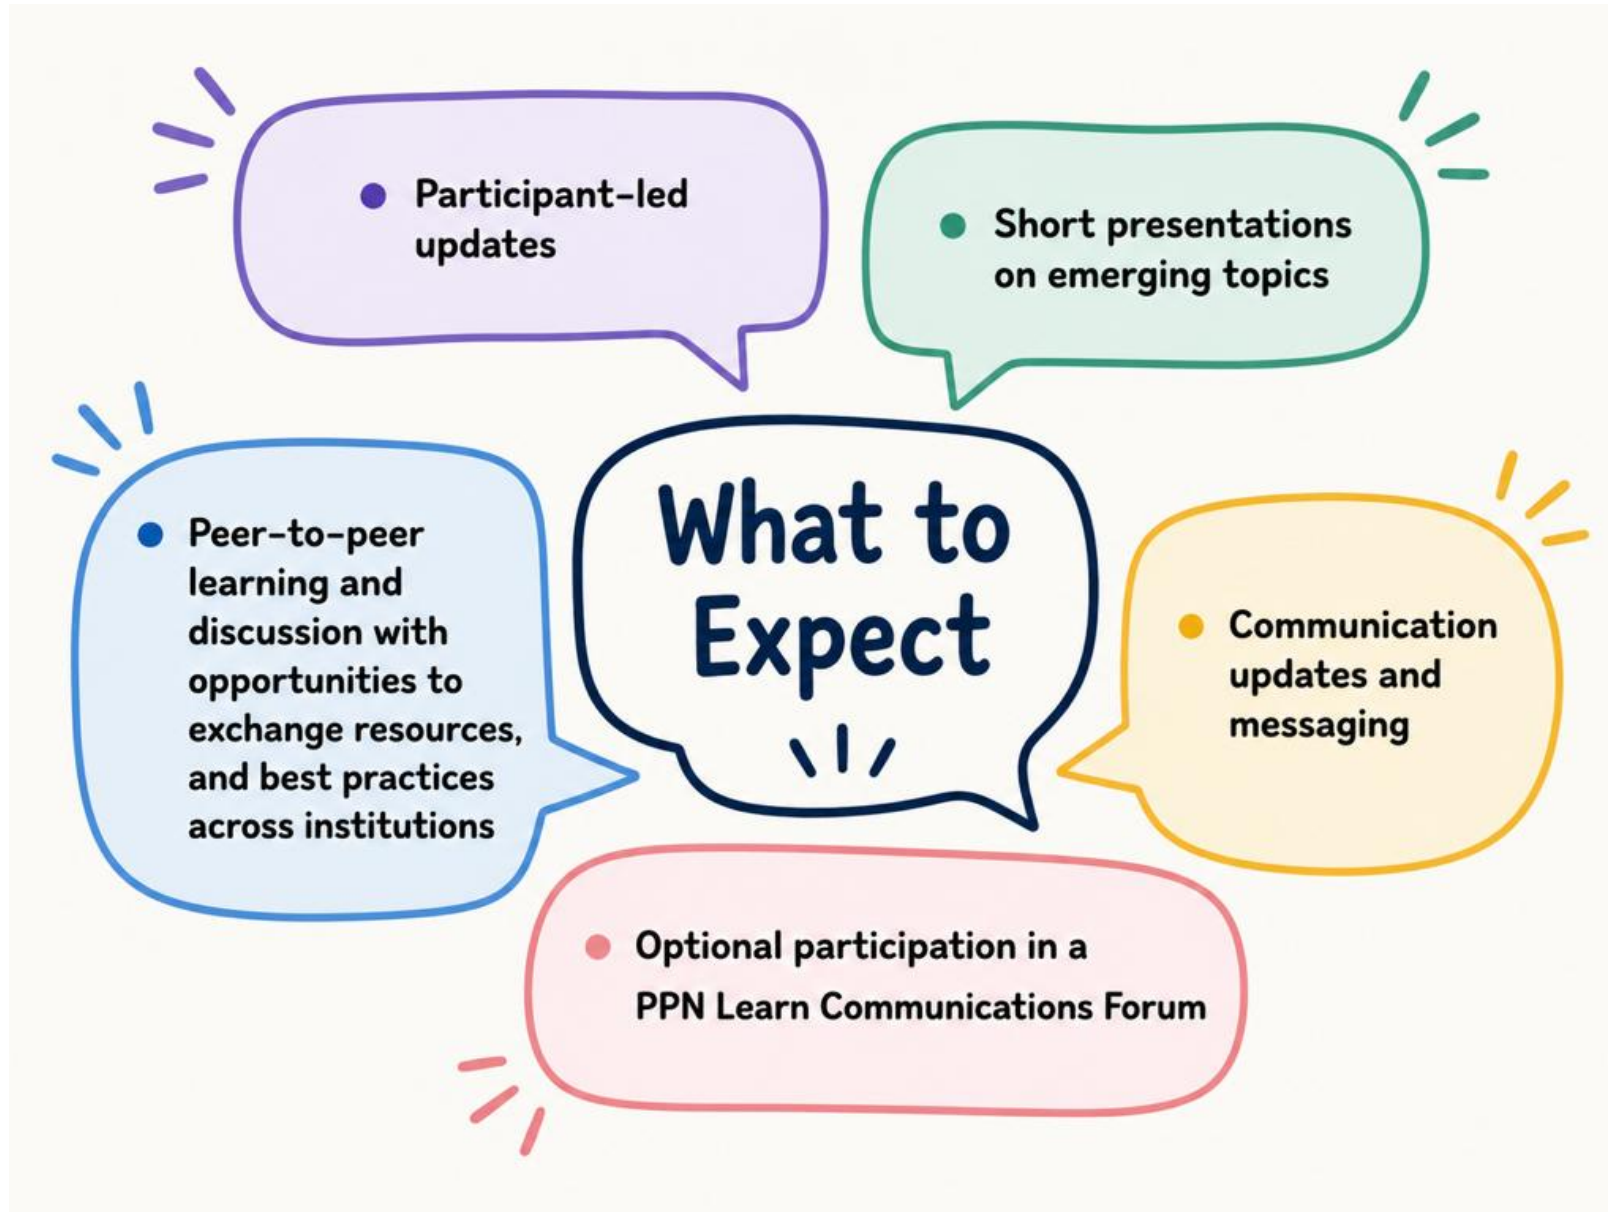 Participant-led
updates
Short presentations
on emerging topics
What to
Expect
Peer-to-peer
learning and
discussion with
opportunities to
exchange resources,
and best practices
across institutions
Communication
updates and
messaging
Optional participation in a
PPN Learn Communications Forum